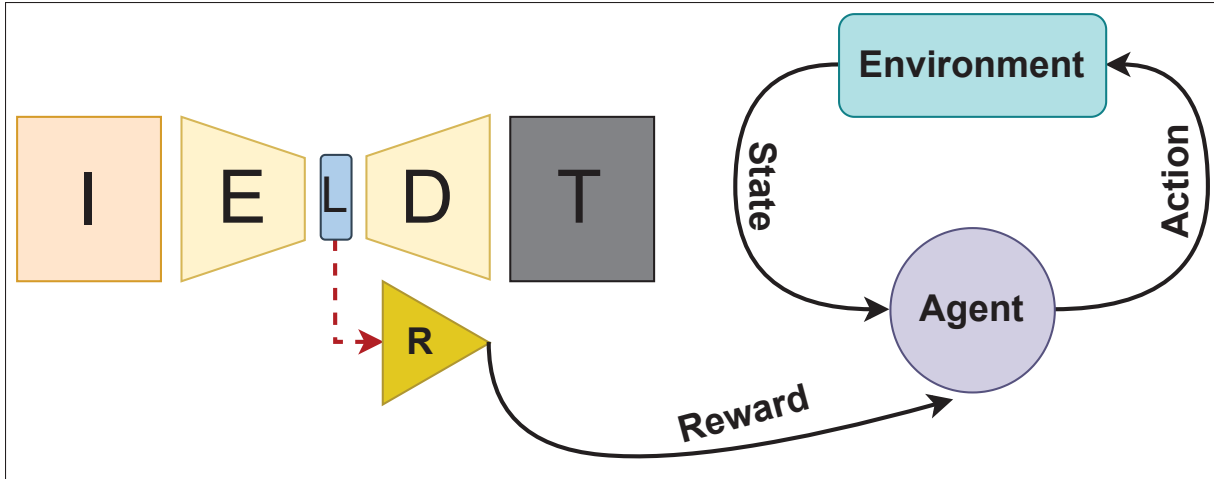 I
E
L
D
T
R
Reward
Environment
State
Action
Agent